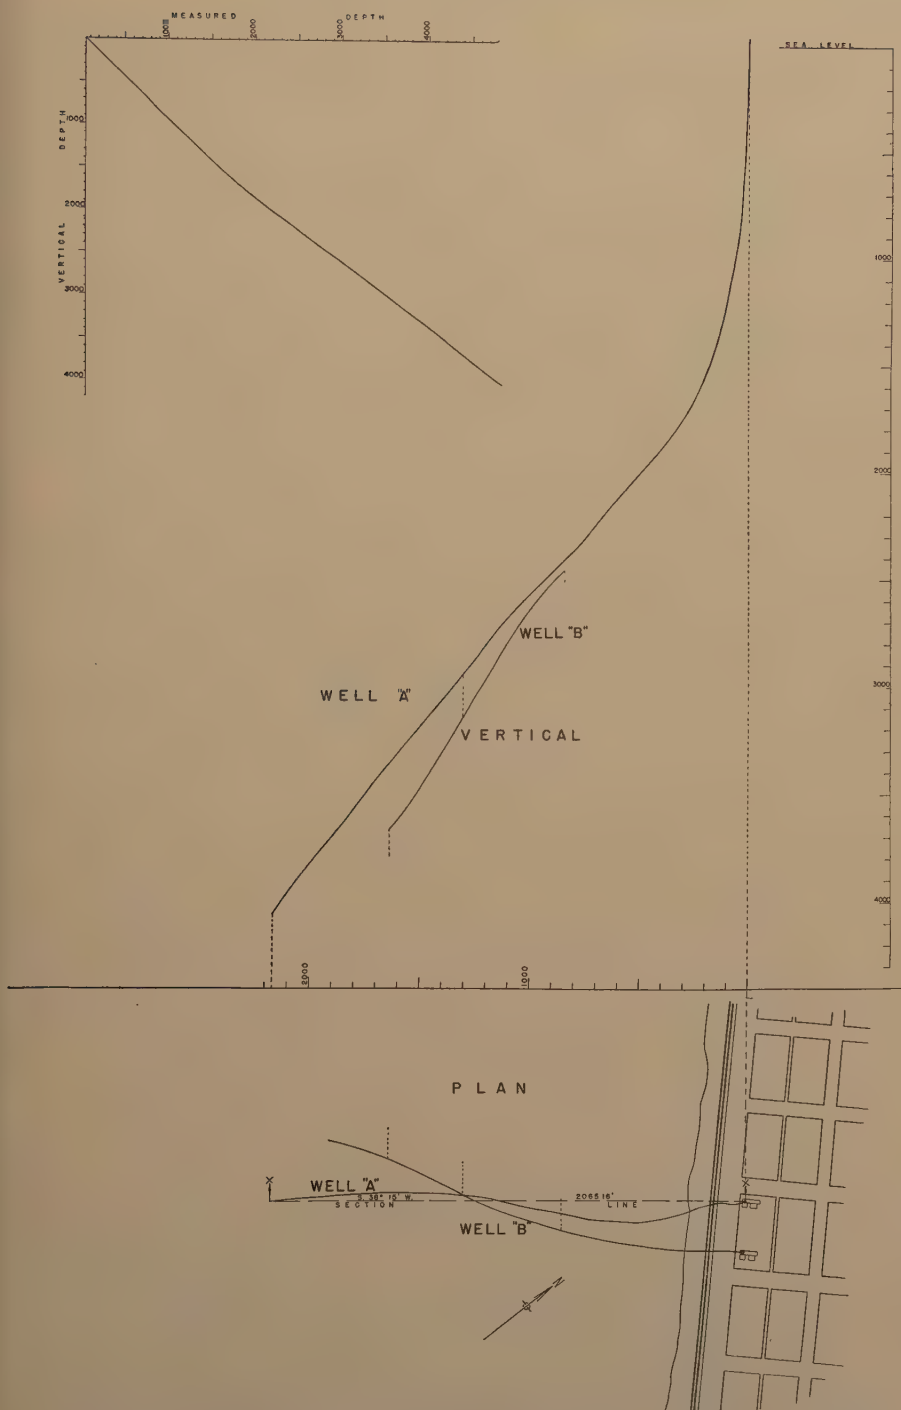 MEASURED DEPTH
1000
2000
3000
4000
SEA LEVEL
VERTICAL DEPTH
1000
2000
3000
4000
1000
2000
3000
4000
WELL "B"
WELL "A"
VERTICAL
2000
1000
PLAN
X
X
WELL "A"
S. 36° 15' W.
2065.16'
SECTION LINE
WELL "B"
N